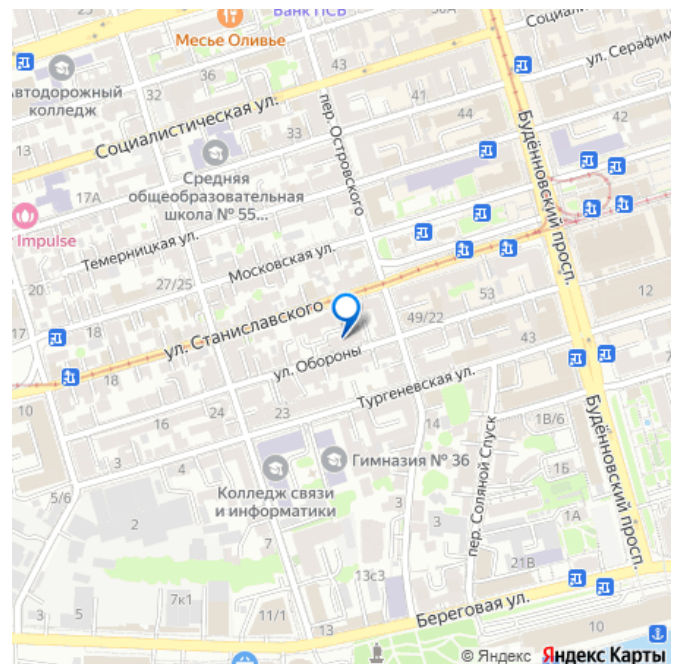 Банк ПСБ
30А
Социали
Месье Оливье
ул. Серафим
Автодорожный
колледж
36
43
32
41
44
42
Социалистическая ул.
33
пер. Островского
Будённовский просп.
17А
Средняя
общеобразовательная
школа № 55...
Impulse
Темерницкая ул.
Московская ул.
20
27/25
53
12
17
18
ул. Станиславского
49/22
43
18
ул. Обороны
10
Тургеневская ул.
16
24
23
14
1В/6
3
4
Гимназия № 36
Будённовский просп.
5/6
Колледж связи
и информатики
3
пер. Соляной Спуск
1Б
2
7
1А
13с3
21В
7к1
3
5
11/1
13
Береговая ул.
10
© Яндекс Яндекс Карты